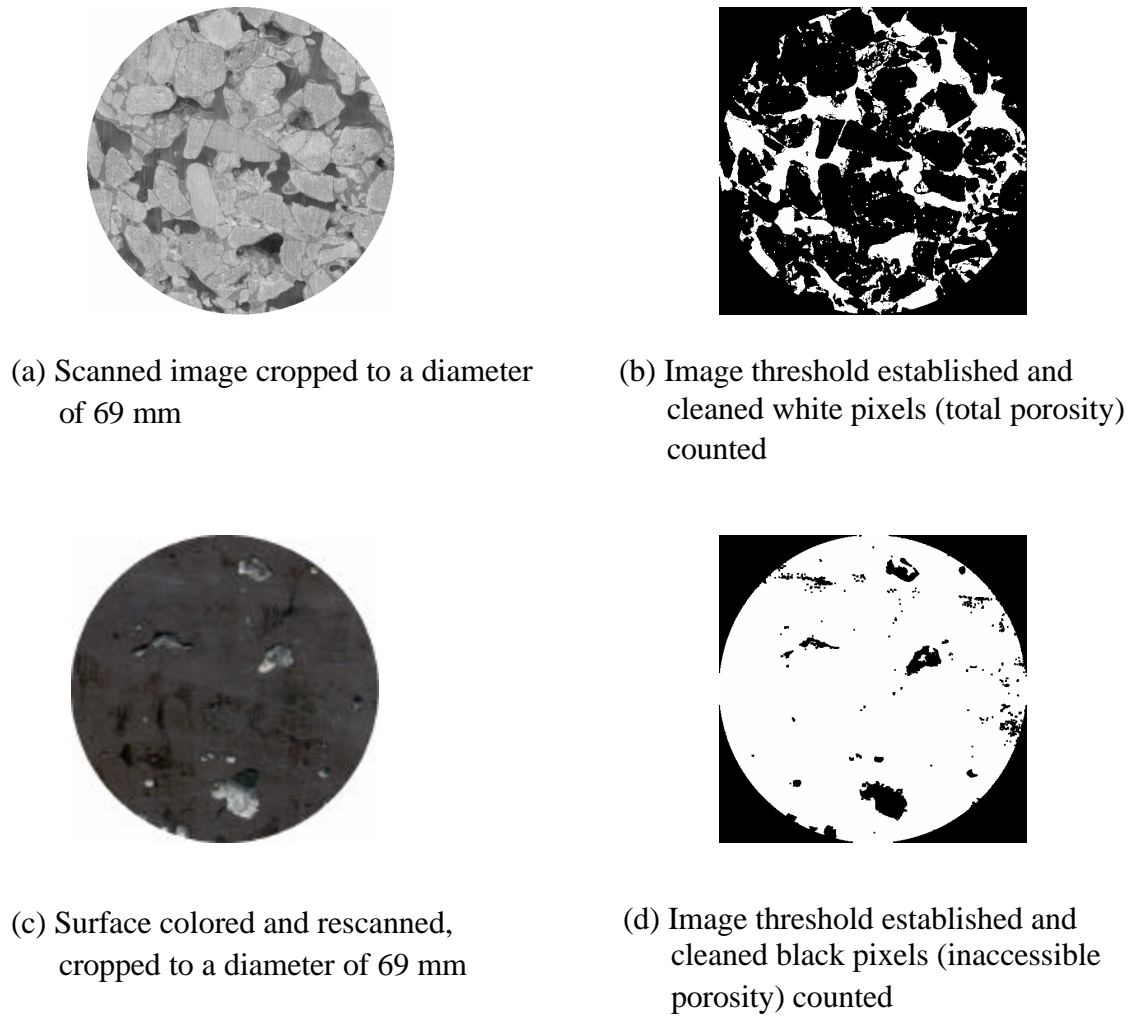 (a) Scanned image cropped to a diameter
of 69 mm
(b) Image threshold established and
cleaned white pixels (total porosity)
counted
(c) Surface colored and rescanned,
cropped to a diameter of 69 mm
(d) Image threshold established and
cleaned black pixels (inaccessible
porosity) counted